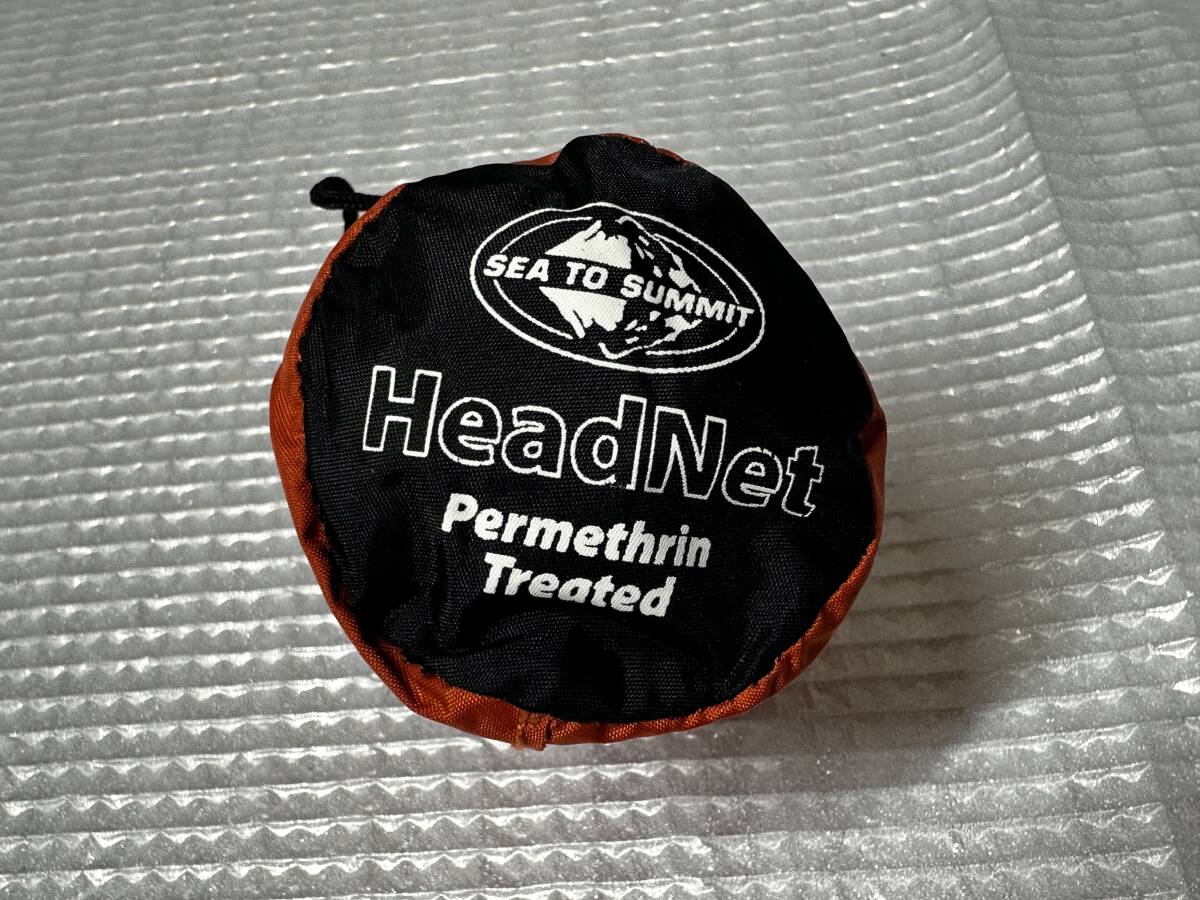 SEA TO SUMMIT
HeadNet
Permethrin
Treated